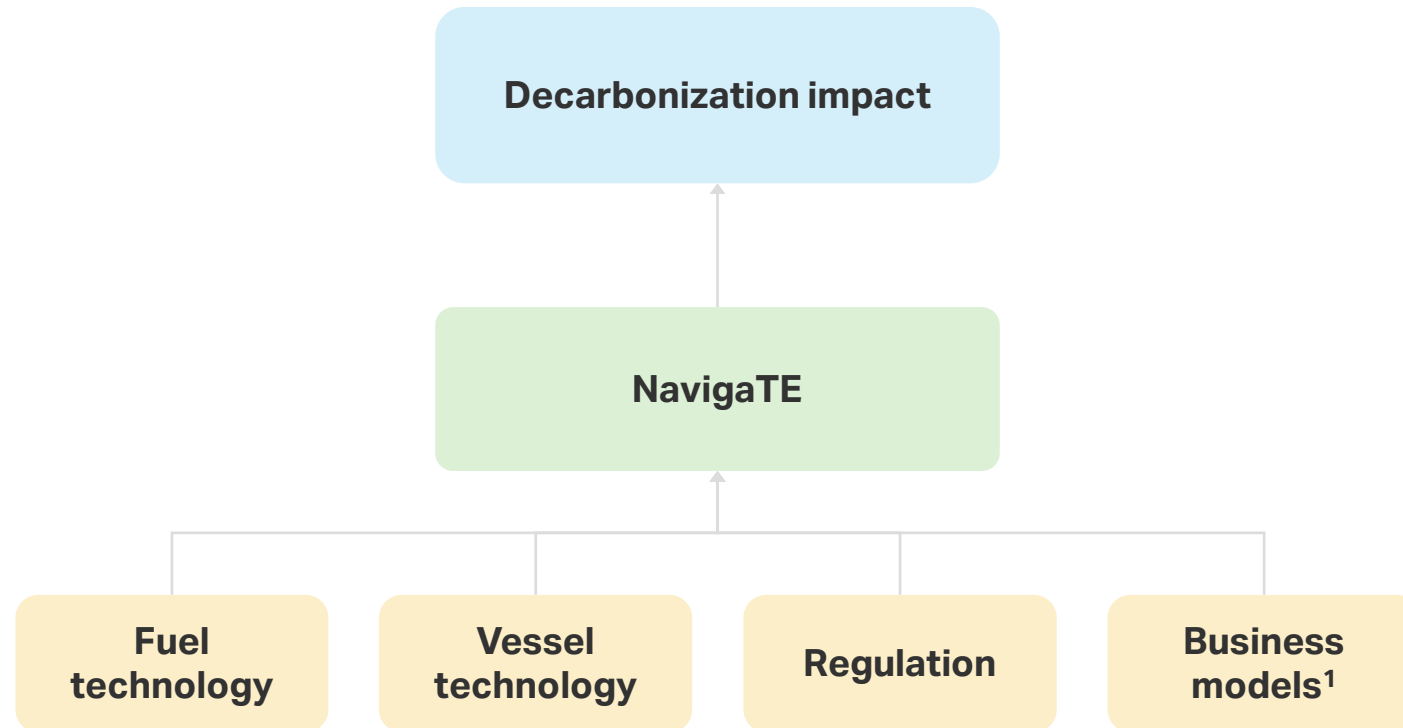 Decarbonization impact
NavigaTE
Fuel
technology
Vessel
technology
Regulation
Business
models¹